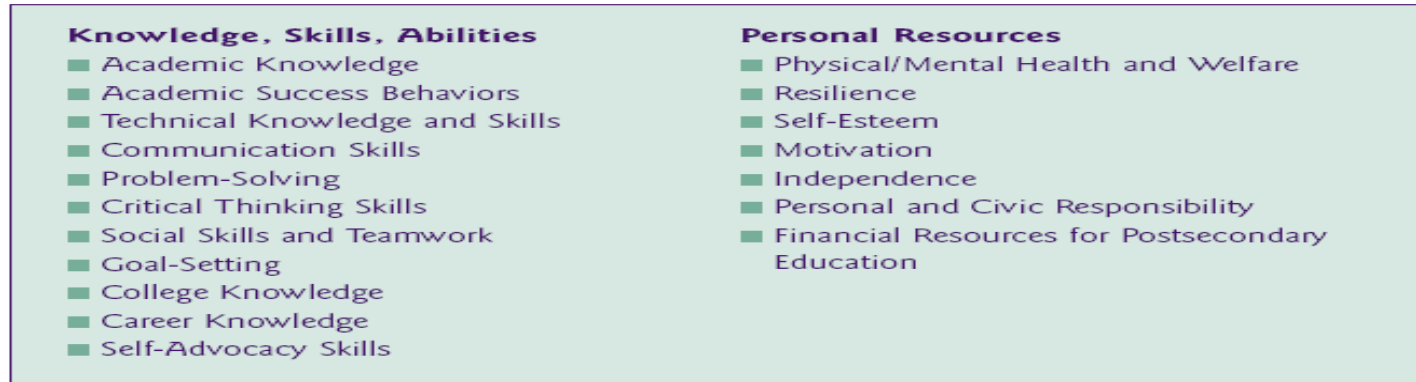 Knowledge, Skills, Abilities
Academic Knowledge
Academic Success Behaviors
Technical Knowledge and Skills
Communication Skills
Problem-Solving
Critical Thinking Skills
Social Skills and Teamwork
Goal-Setting
College Knowledge
Career Knowledge
Self-Advocacy Skills
Personal Resources
Physical/Mental Health and Welfare
Resilience
Self-Esteem
Motivation
Independence
Personal and Civic Responsibility
Financial Resources for Postsecondary
Education